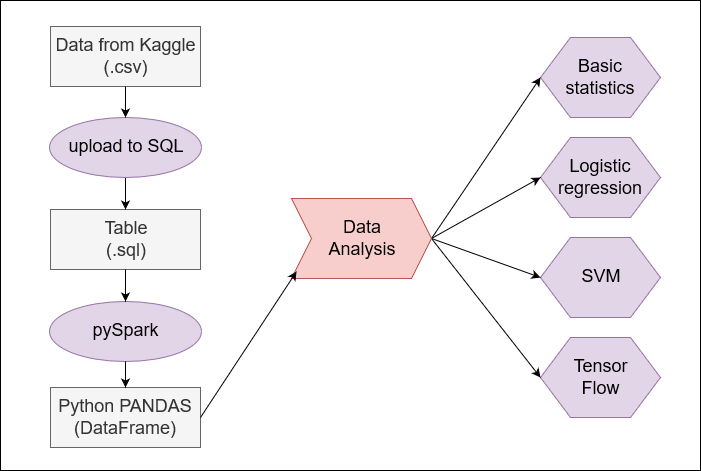 Data from Kaggle
(.csv)
upload to SQL
Table
(.sql)
pySpark
Python PANDAS
(DataFrame)
Data
Analysis
Basic
statistics
Logistic
regression
SVM
Tensor
Flow